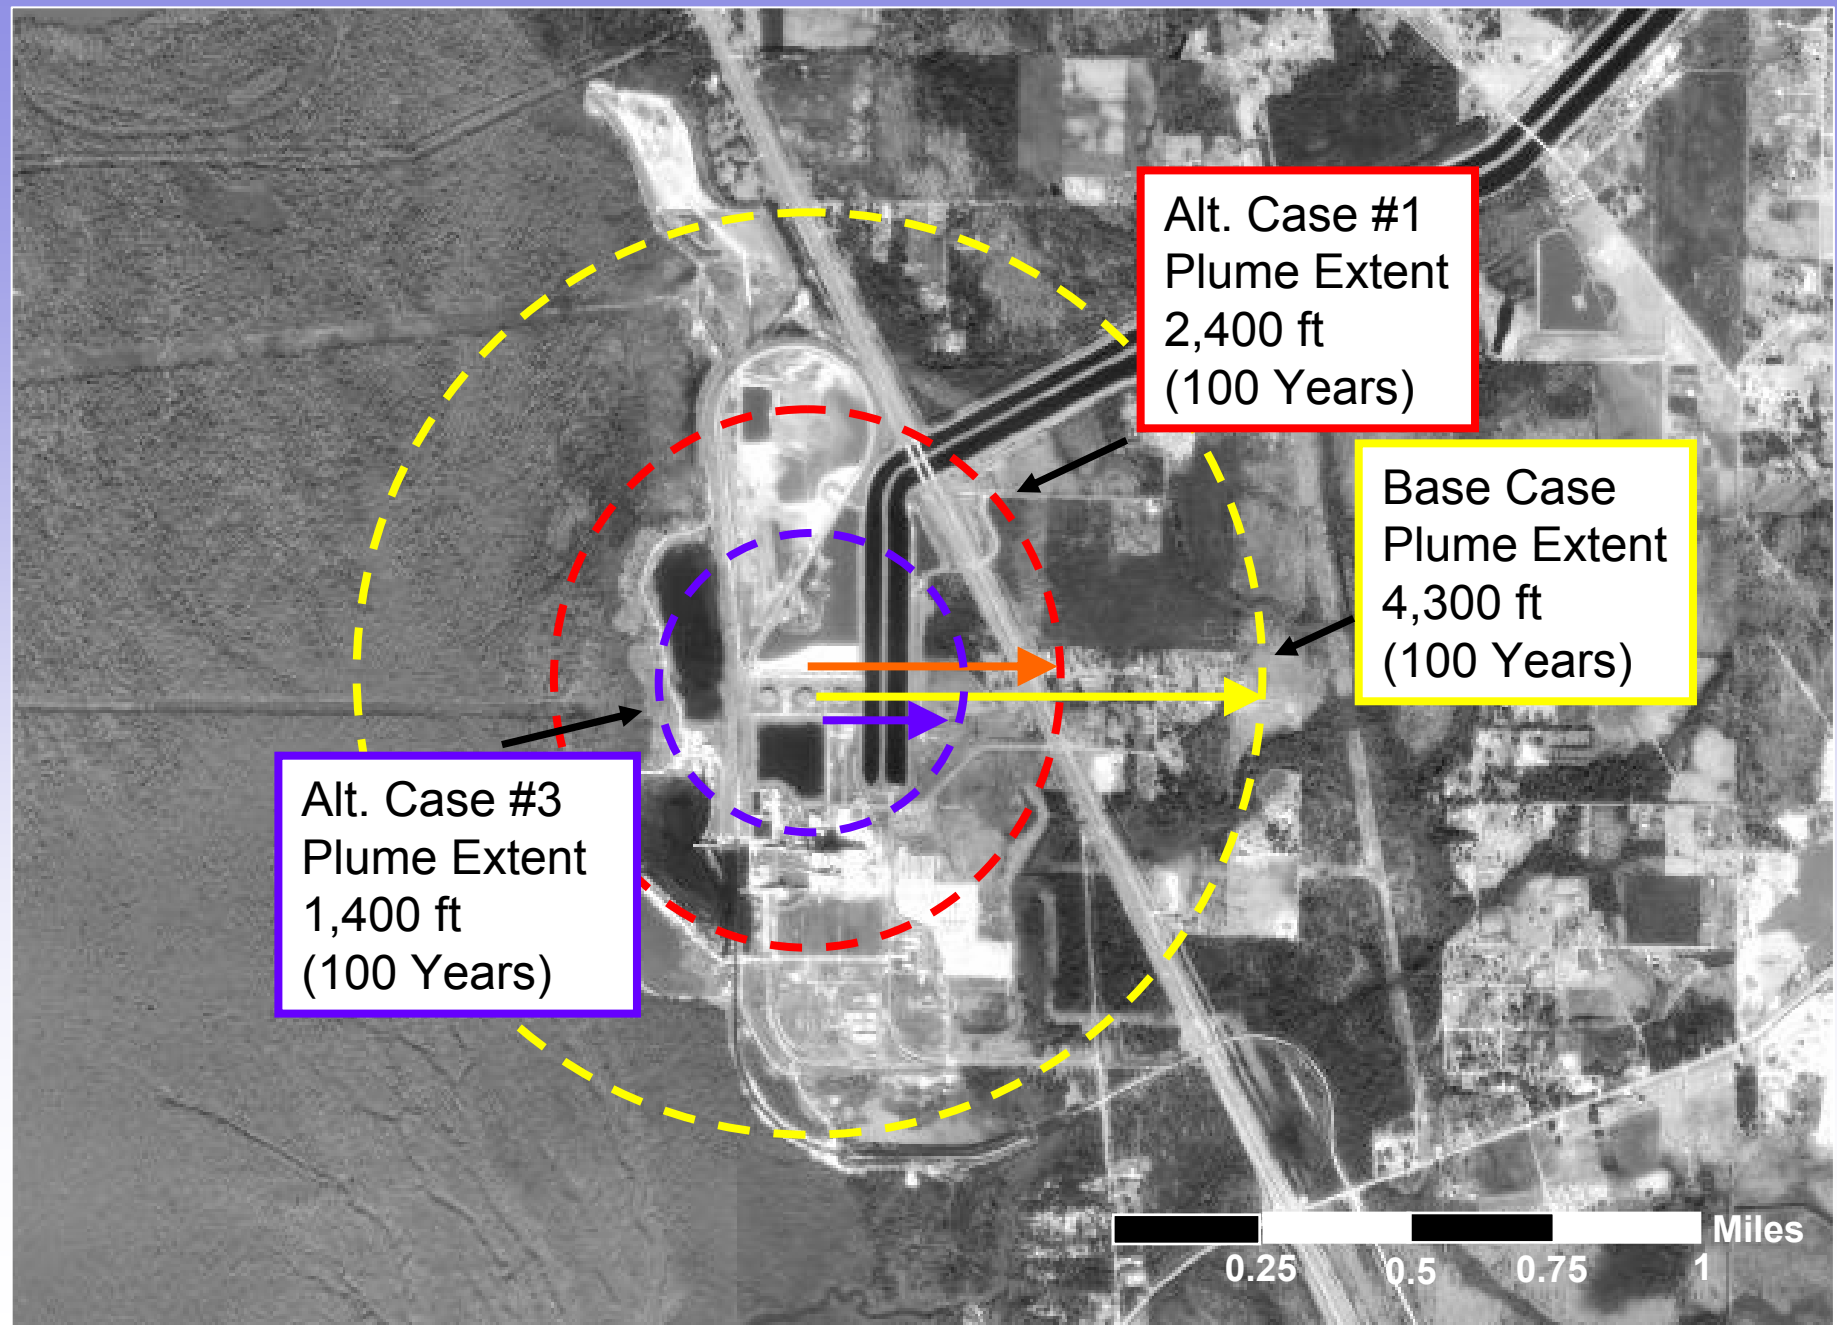 Alt. Case #1
Plume Extent
2,400 ft
(100 Years)
Base Case
Plume Extent
4,300 ft
(100 Years)
Alt. Case #3
Plume Extent
1,400 ft
(100 Years)
Miles
0.25 0.5 0.75 1